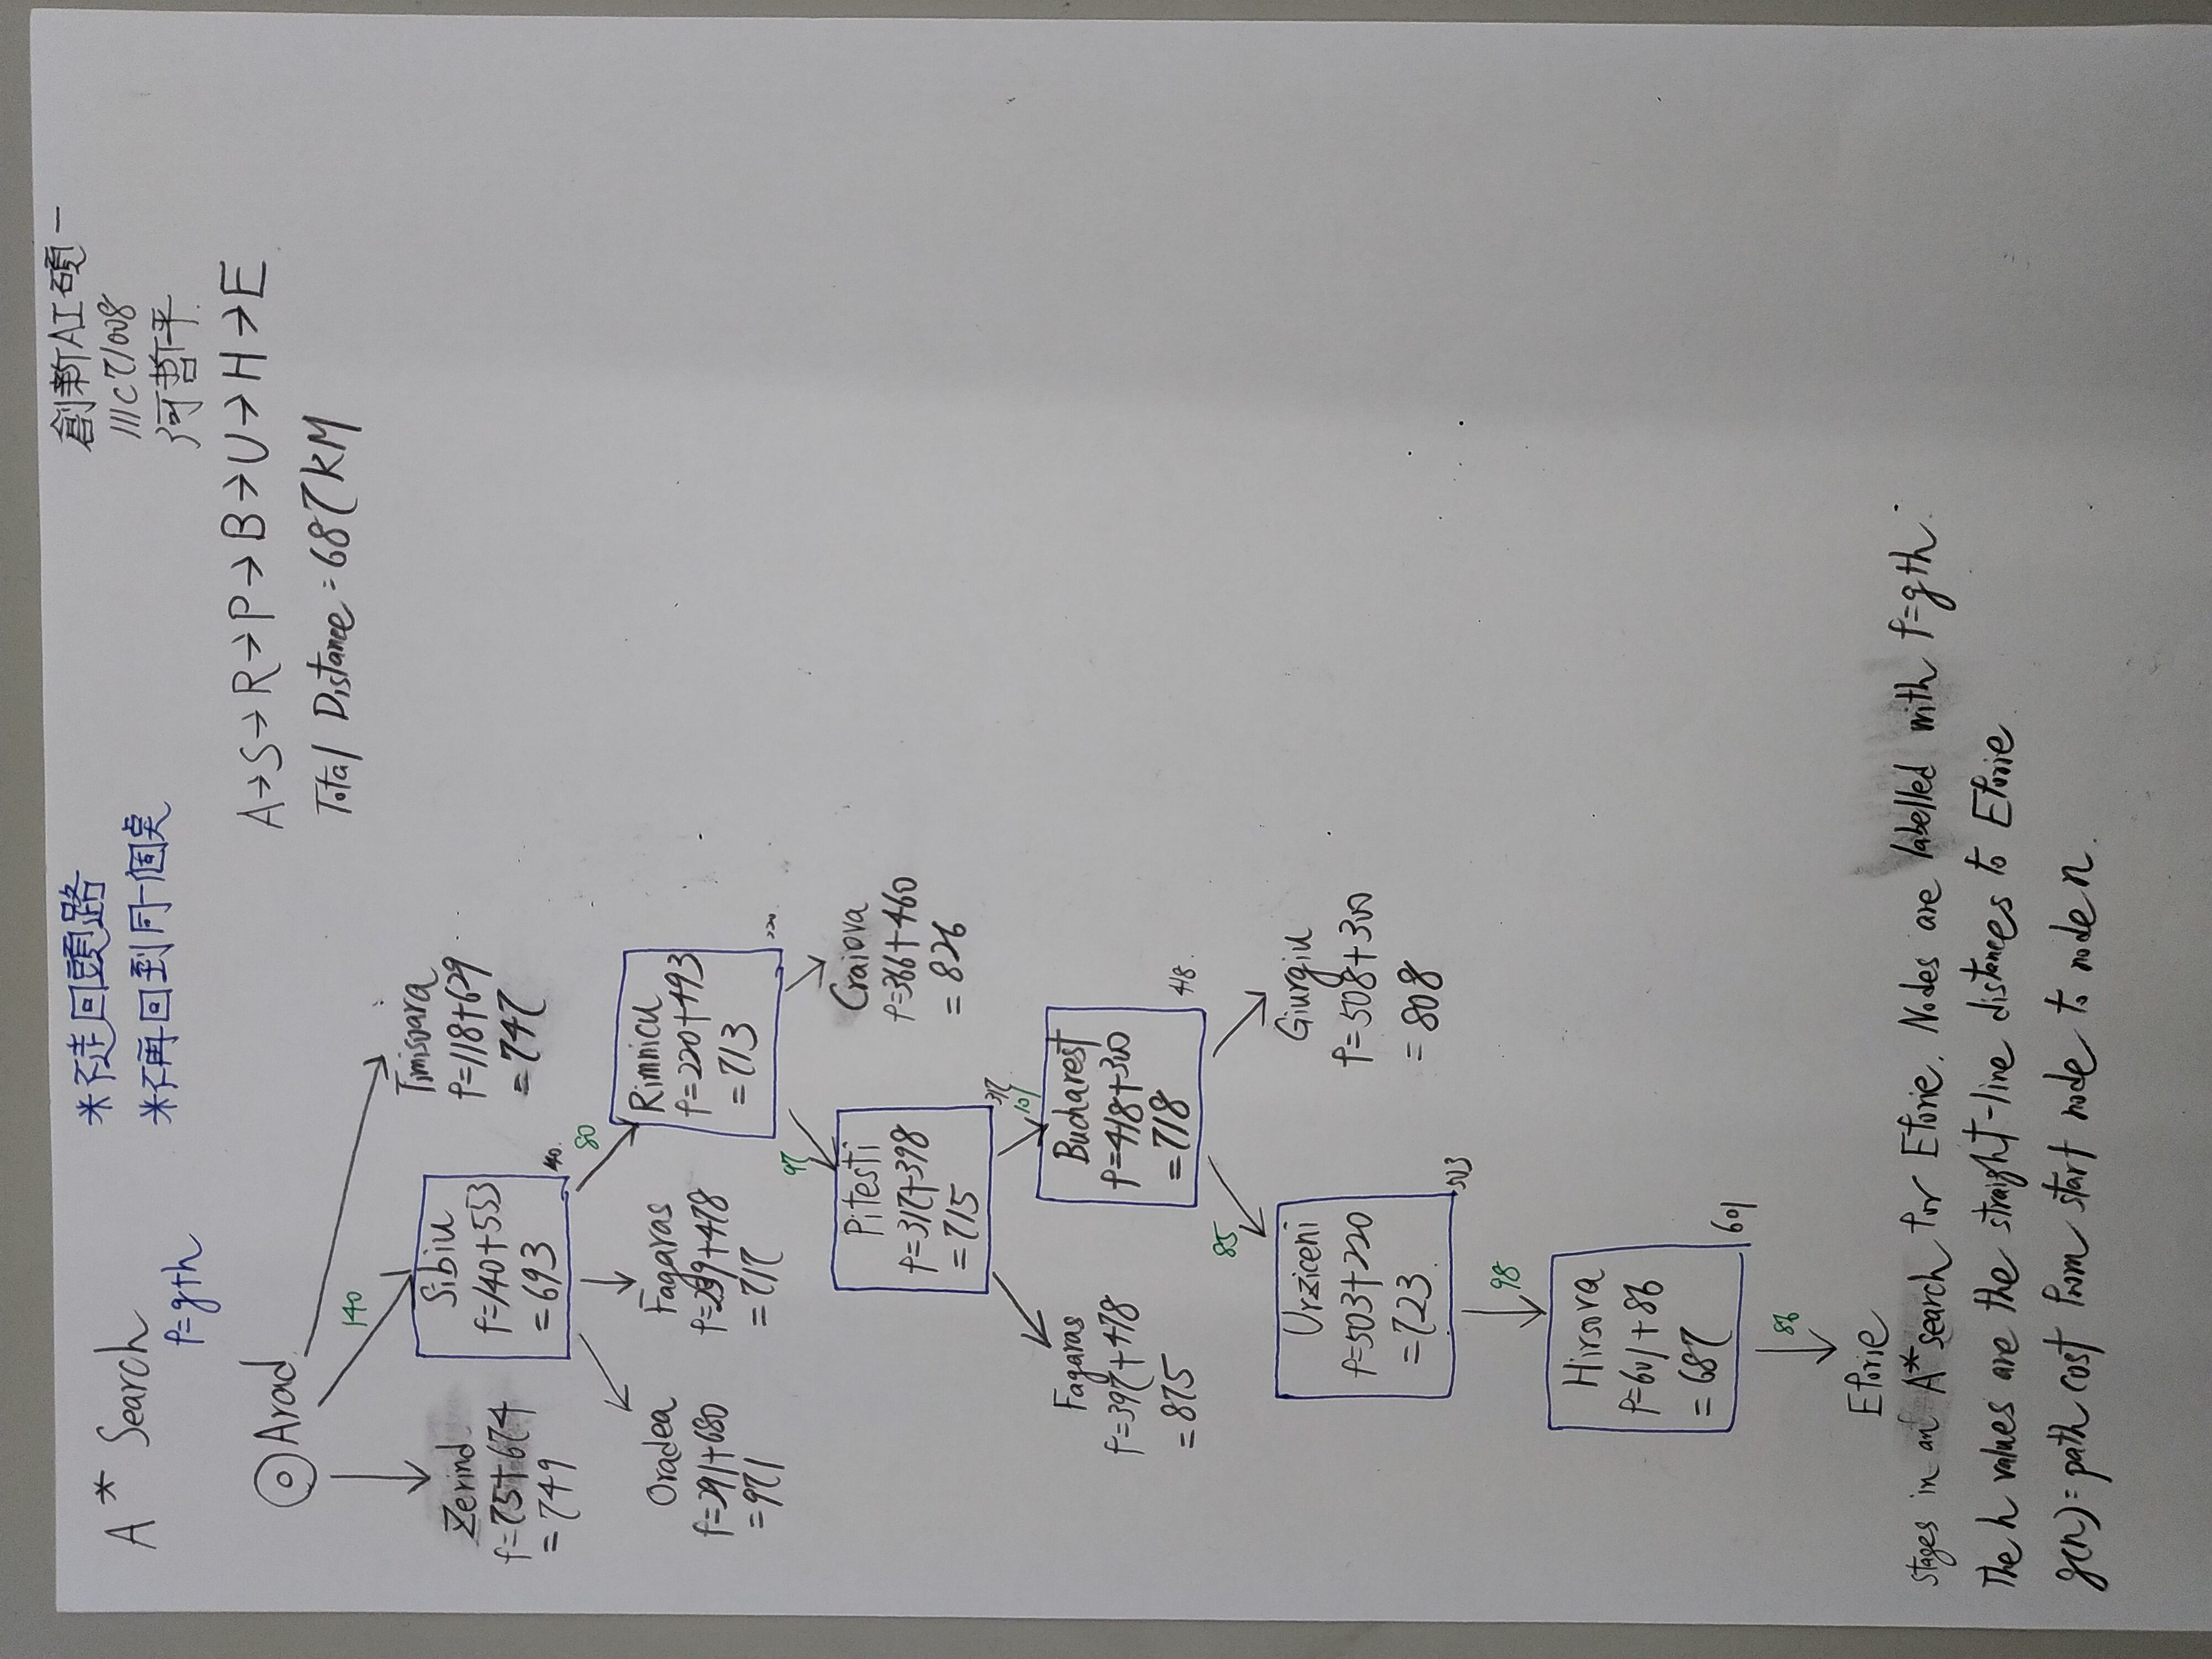 A* Search
f=g+h
*不走回頭路
*不再回到同一個點
創新AI碩一
111C71008
何哲平
A→S→R→P→B→U→H→E
Total Distance=687KM
Arad
140
Zerind
f=75+674
=749
Sibiu
f=140+553
=693
140
Timisoara
f=118+629
=747
80
Oradea
f=291+680
=971
Fagaras
f=239+478
=717
Rimnicu
f=220+493
=713
220
97
Pitesti
f=317+398
=715
317
Craiova
f=366+460
=826
101
Fagaras
f=397+478
=875
Bucharest
f=418+300
=718
418
85
Urziceni
f=503+220
=723
503
Giurgiu
f=508+300
=808
98
Hirsova
f=601+86
=687
601
86
Eforie
stages in an A* search for Eforie. Nodes are labelled with f=g+h.
The h values are the straight-line distances to Eforie
g(n)=path cost from start node to node n.